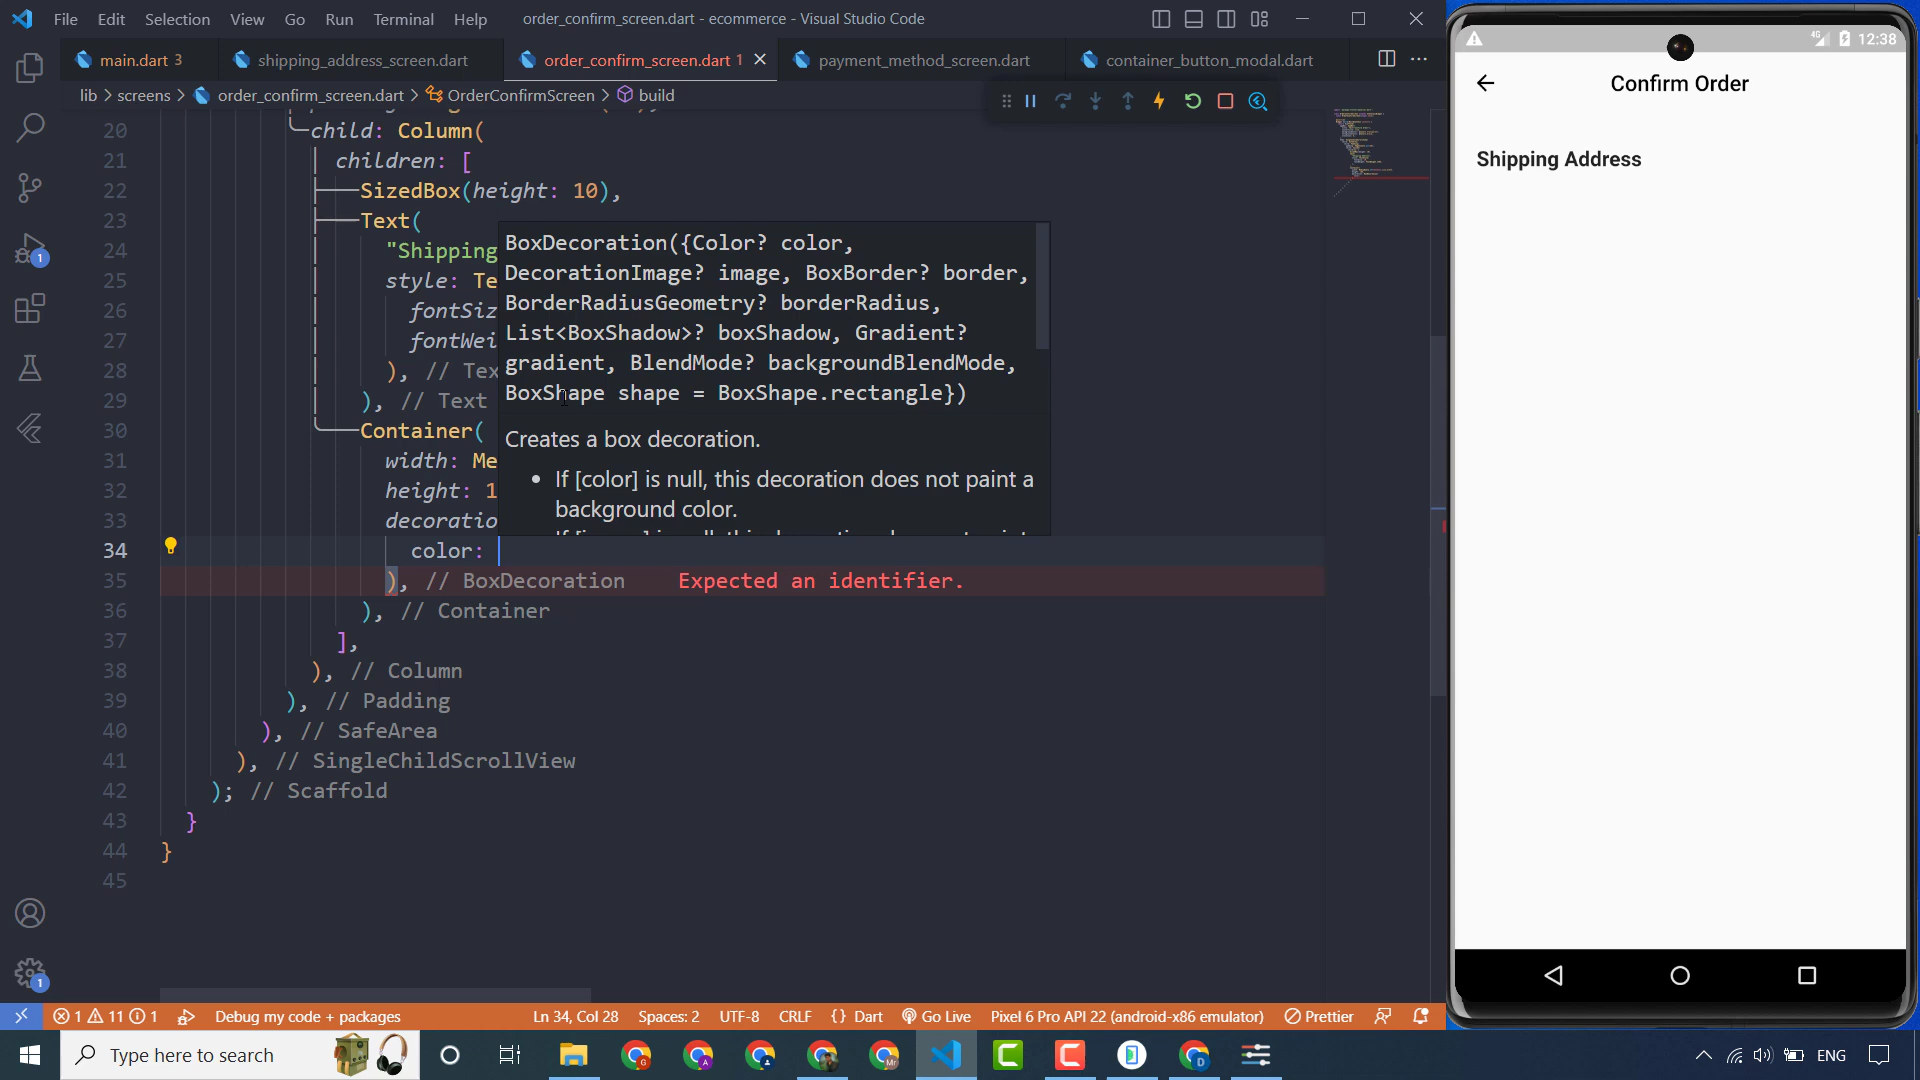 File Edit Selection View Go Run Terminal Help order_confirm_screen.dart - ecommerce - Visual Studio Code
main.dart 3 shipping_address_screen.dart order_confirm_screen.dart 1 payment_method_screen.dart container_button_modal.dart
lib > screens > order_confirm_screen.dart > OrderConfirmScreen > build
20 child: Column(
21 children: [
22 SizedBox(height: 10),
23 Text(
24 "Shipping
25 style: Te
26 fontSiz
27 fontWei
28 ), // Tex
29 ), // Text
30 Container(
31 width: Me
32 height: 1
33 decoratio
34 color:
35 ), // BoxDecoration Expected an identifier.
36 ), // Container
37 ],
38 ), // Column
39 ), // Padding
40 ), // SafeArea
41 ), // SingleChildScrollView
42 ); // Scaffold
43 }
44 }
45
BoxDecoration({Color? color,
DecorationImage? image, BoxBorder? border,
BorderRadiusGeometry? borderRadius,
List<BoxShadow>? boxShadow, Gradient?
gradient, BlendMode? backgroundBlendMode,
BoxShape shape = BoxShape.rectangle})
Creates a box decoration.
• If [color] is null, this decoration does not paint a
background color.
1
1
1 11 1 Debug my code + packages Ln 34, Col 28 Spaces: 2 UTF-8 CRLF {} Dart Go Live Pixel 6 Pro API 22 (android-x86 emulator) Prettier
Type here to search
ENG
4G 12:38
Confirm Order
Shipping Address